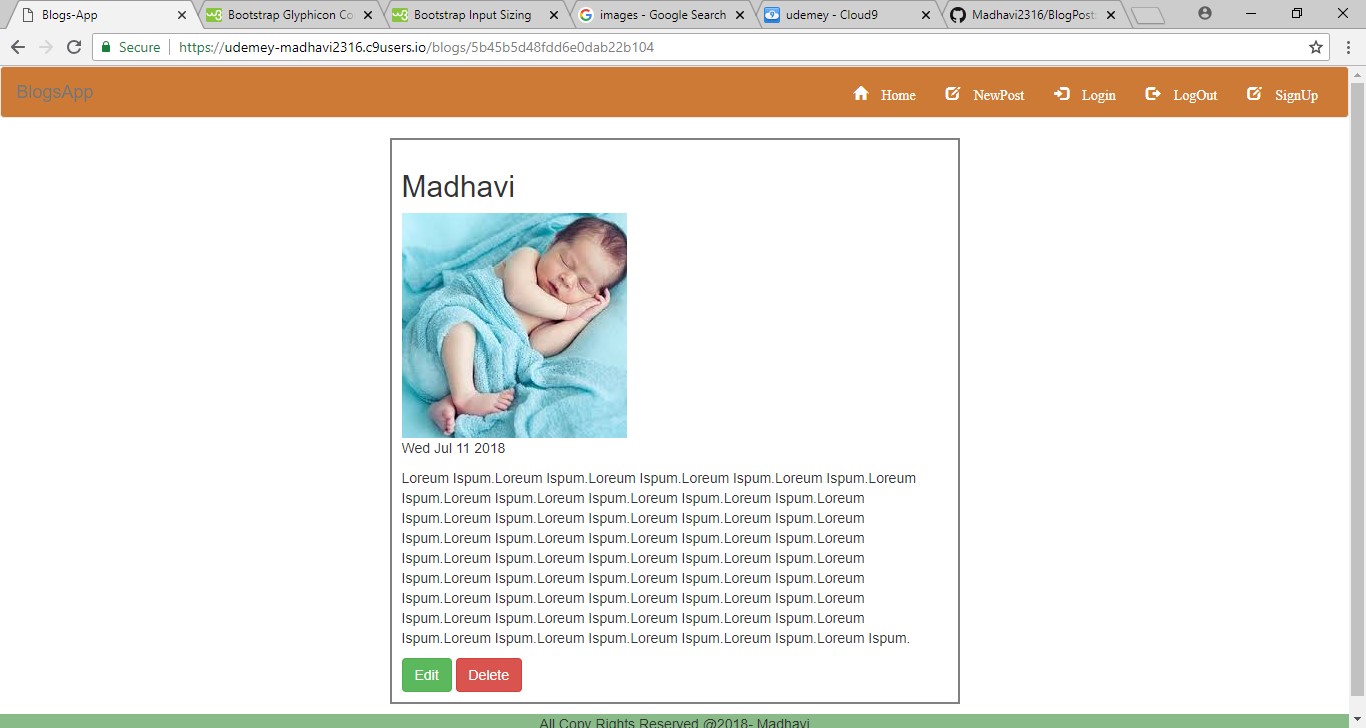 Blogs-App
Bootstrap Glyphicon Co
Bootstrap Input Sizing
images - Google Search
udemey - Cloud9
Madhavi2316/BlogPost
Secure
https://udemey-madhavi2316.c9users.io/blogs/5b45b5d48fdd6e0dab22b104
BlogsApp
Home
NewPost
Login
LogOut
SignUp
Madhavi
Wed Jul 11 2018
Loreum Ispum.Loreum Ispum.Loreum Ispum.Loreum Ispum.Loreum Ispum.Loreum
Ispum.Loreum Ispum.Loreum Ispum.Loreum Ispum.Loreum Ispum.Loreum
Ispum.Loreum Ispum.Loreum Ispum.Loreum Ispum.Loreum Ispum.Loreum
Ispum.Loreum Ispum.Loreum Ispum.Loreum Ispum.Loreum Ispum.Loreum
Ispum.Loreum Ispum.Loreum Ispum.Loreum Ispum.Loreum Ispum.Loreum
Ispum.Loreum Ispum.Loreum Ispum.Loreum Ispum.Loreum Ispum.Loreum
Ispum.Loreum Ispum.Loreum Ispum.Loreum Ispum.Loreum Ispum.Loreum
Ispum.Loreum Ispum.Loreum Ispum.Loreum Ispum.Loreum Ispum.Loreum
Ispum.Loreum Ispum.Loreum Ispum.Loreum Ispum.Loreum Ispum.Loreum Ispum.
Edit
Delete
All Copy Rights Reserved @2018- Madhavi